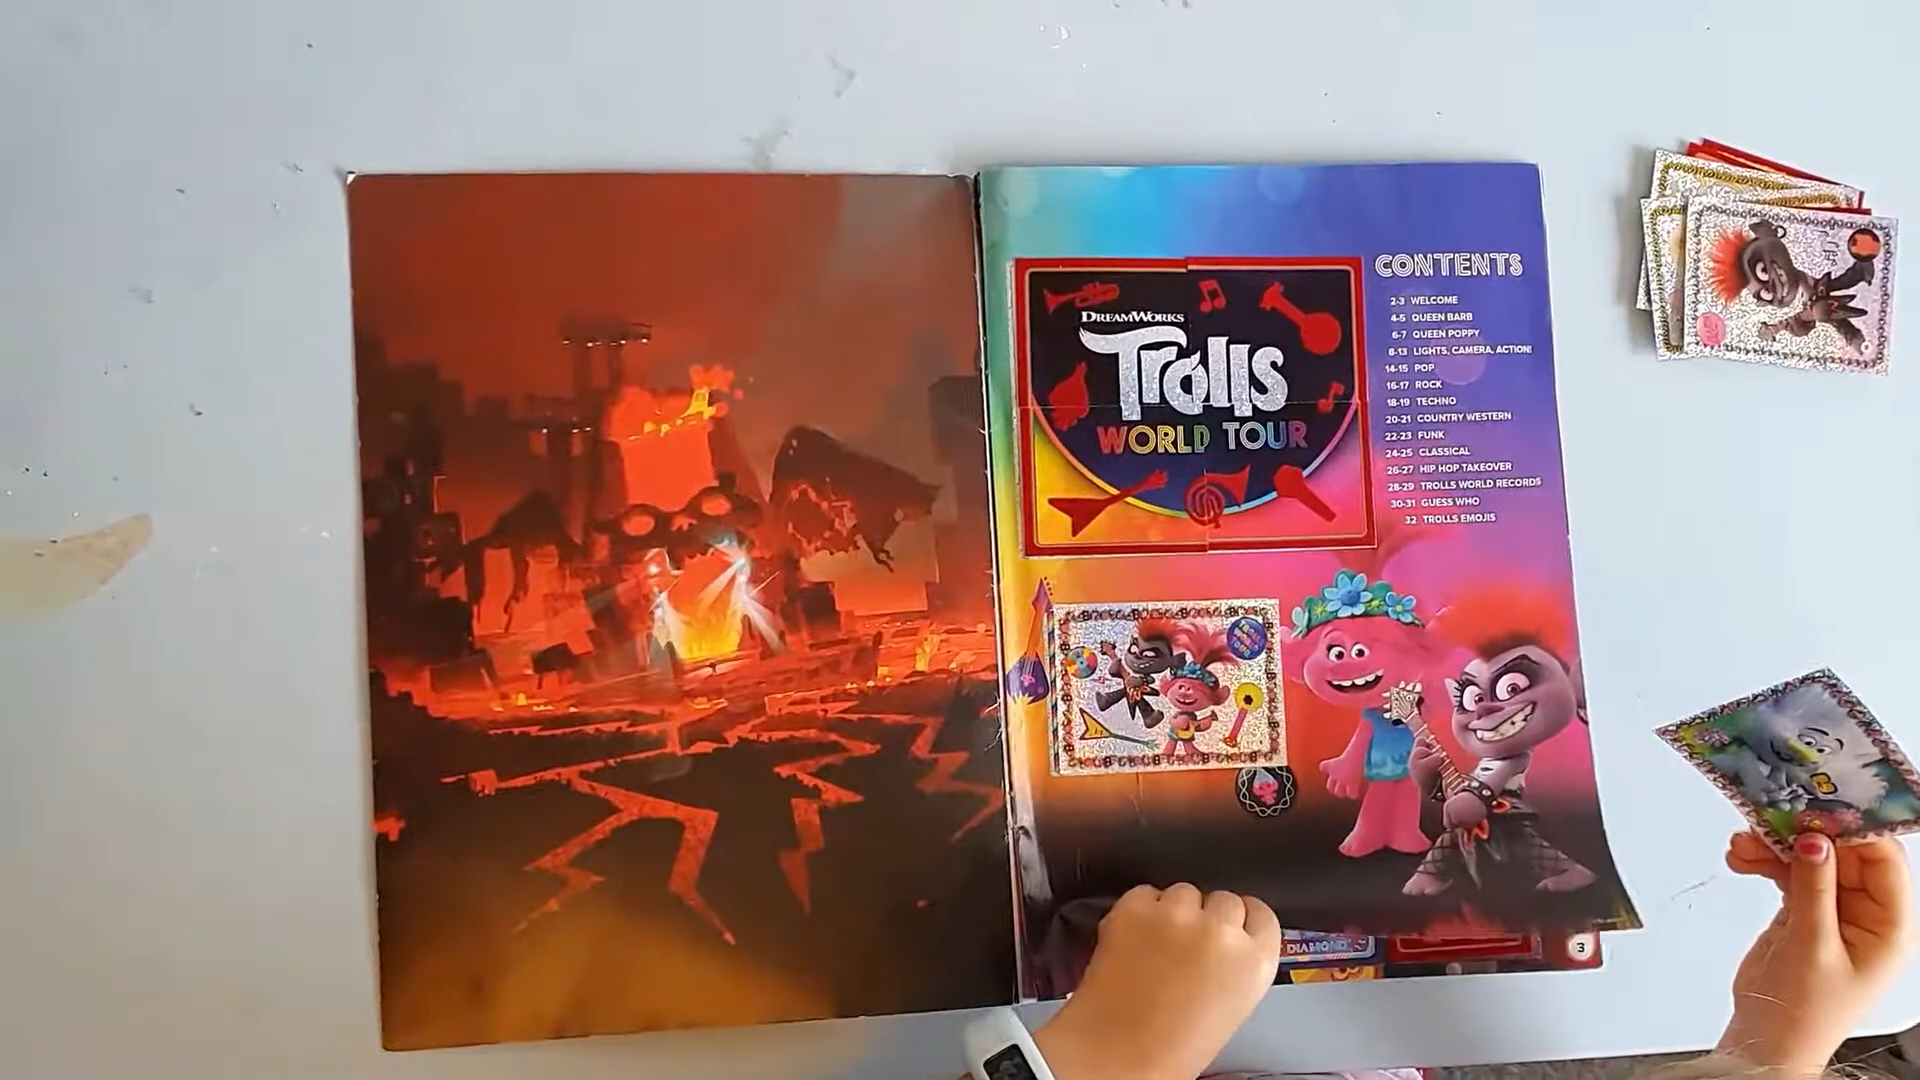 DREAMWORKS
Trolls
WORLD TOUR
CONTENTS
2-3 WELCOME
4-5 QUEEN BARB
6-7 QUEEN POPPY
8-13 LIGHTS, CAMERA, ACTION!
14-15 POP
16-17 ROCK
18-19 TECHNO
20-21 COUNTRY WESTERN
22-23 FUNK
24-25 CLASSICAL
26-27 HIP HOP TAKEOVER
28-29 TROLLS WORLD RECORDS
30-31 GUESS WHO
32 TROLLS EMOJIS
DIAMOND
3